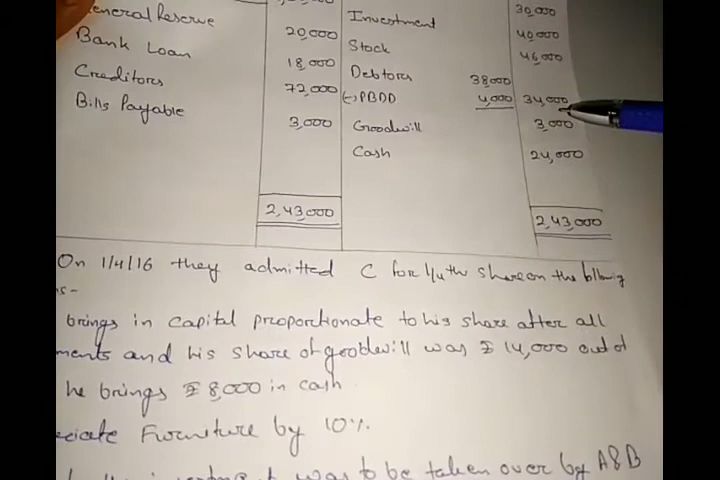 General Reserve 20,000 Investment 30,000
Bank Loan 18,000 Stock 40,000
Creditors 72,000 Debtors 38,000 46,000
Bills Payable 3,000 (-) PBDD 4,000 34,000
Goodwill 3,000
Cash 24,000
2,43,000 2,43,000
On 1/4/16 they admitted C for 1/4th share on the following
brings in capital proportionate to his share after all
ments and his share of goodwill was ₹ 14,000 out of
he brings ₹ 8,000 in cash
eciate Furniture by 10%.
was to be taken over by A&B